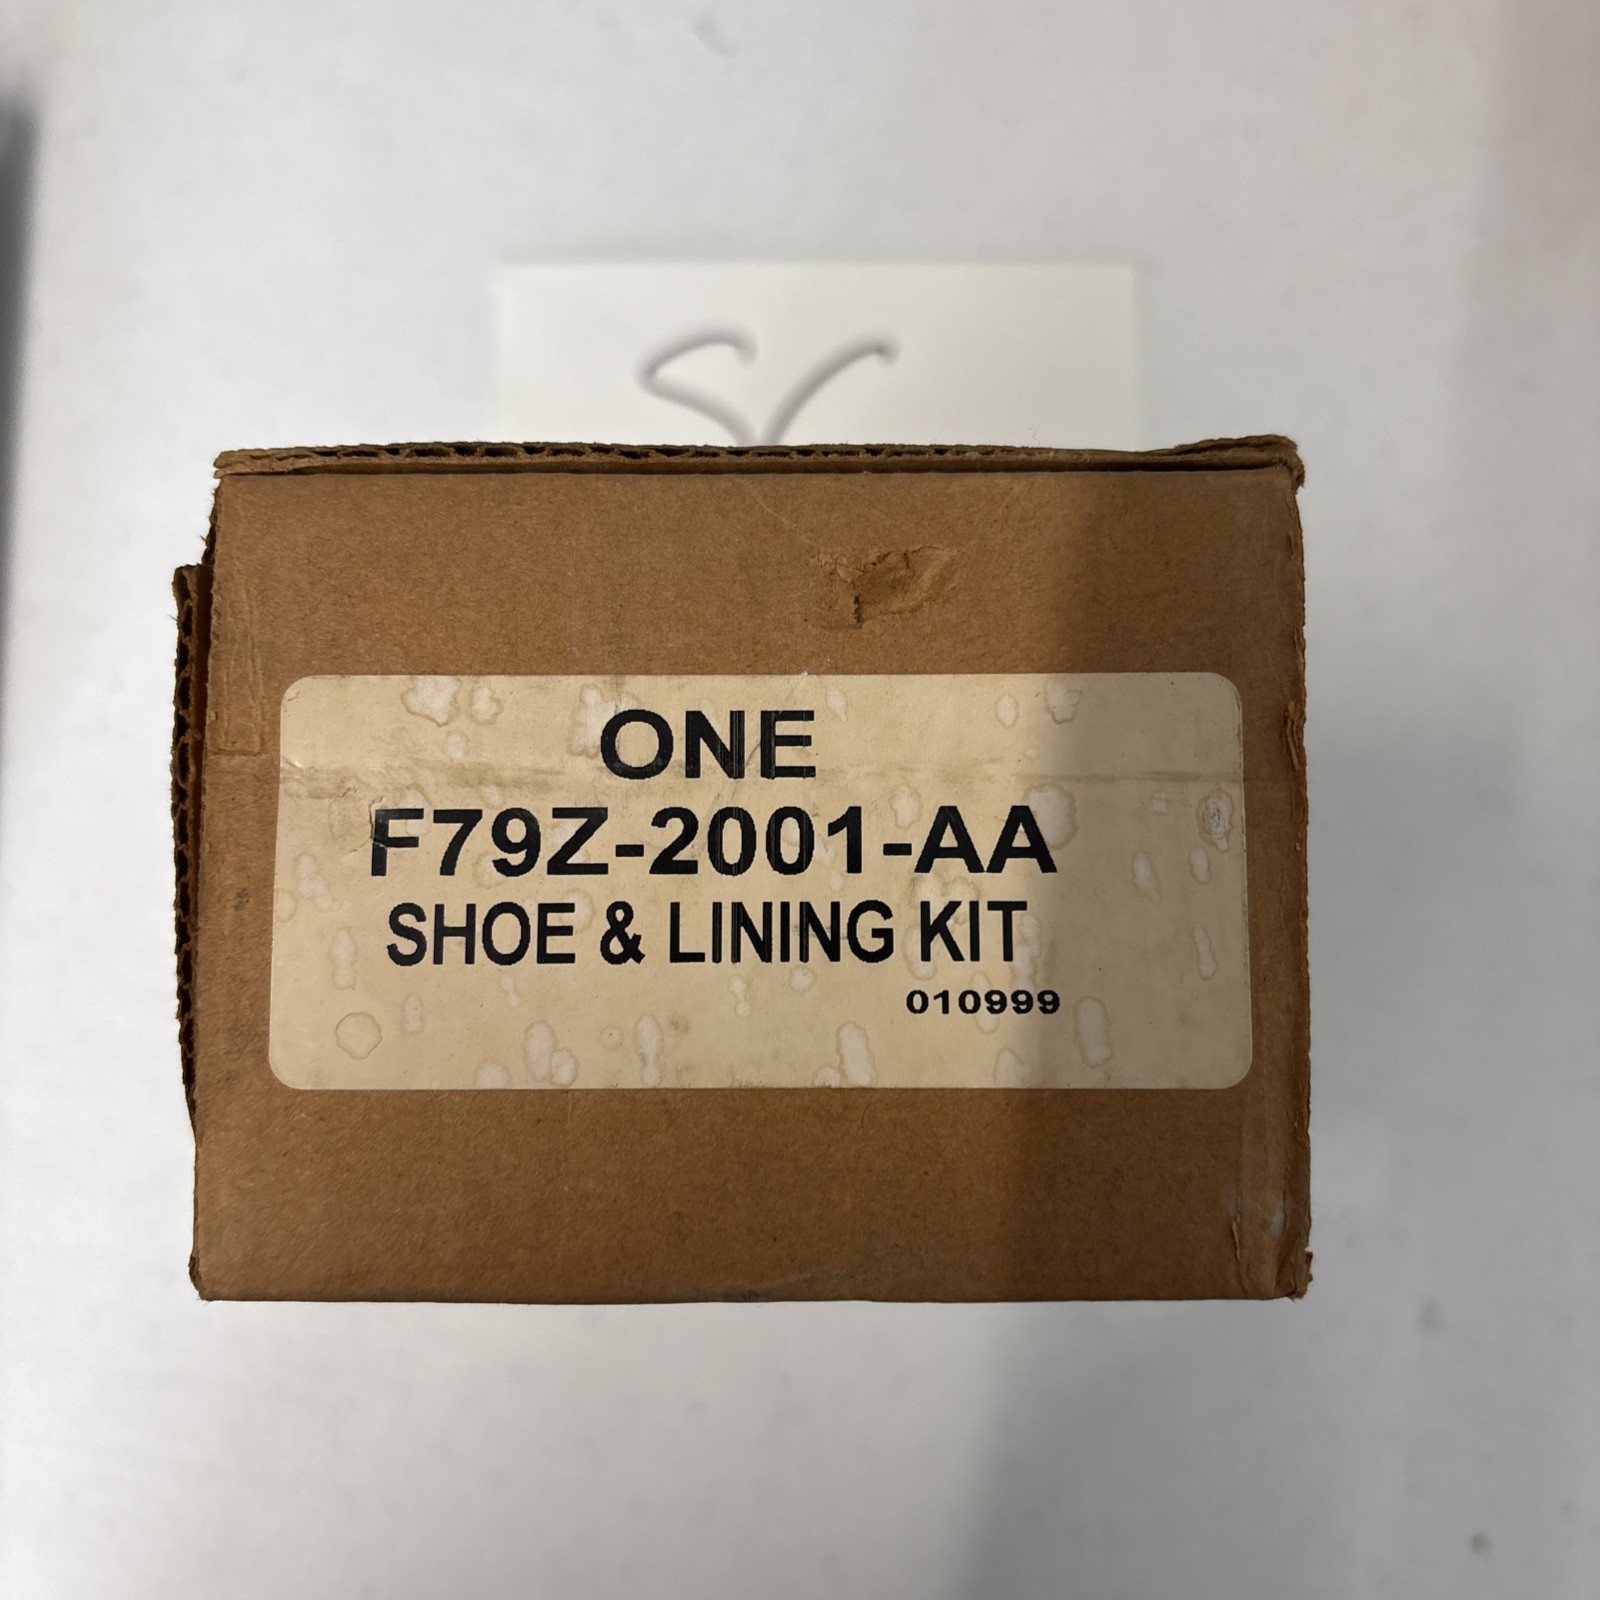 ONE
F79Z-2001-AA
SHOE & LINING KIT
010999